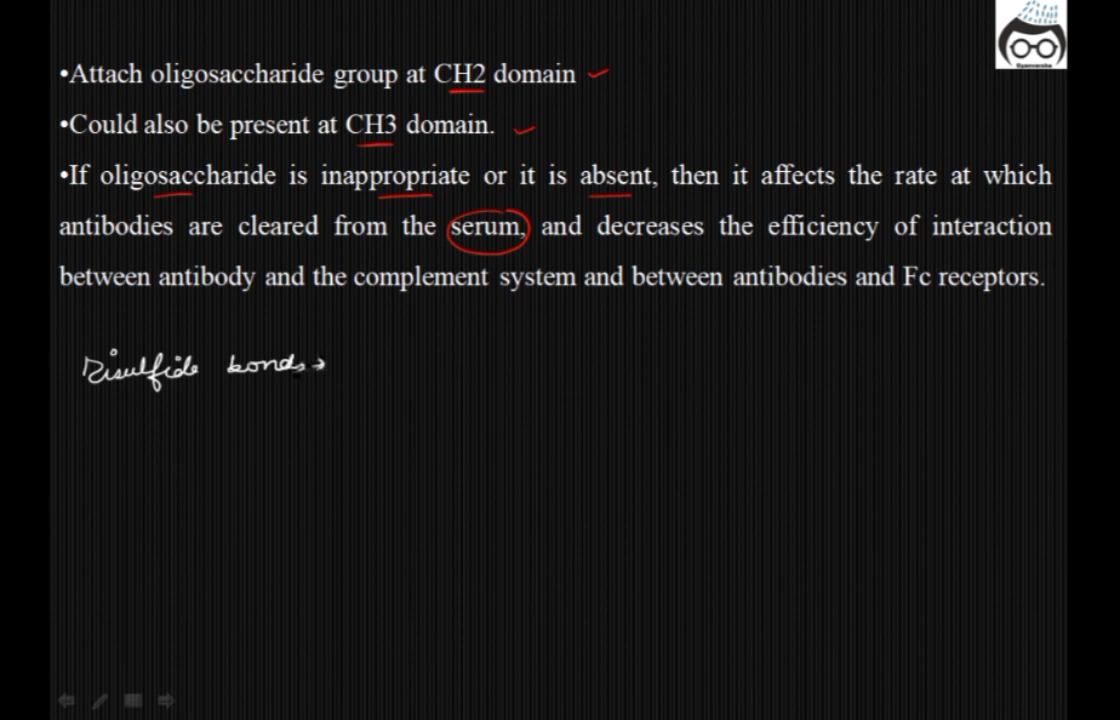 •Attach oligosaccharide group at CH2 domain
•Could also be present at CH3 domain.
•If oligosaccharide is inappropriate or it is absent, then it affects the rate at which
antibodies are cleared from the serum, and decreases the efficiency of interaction
between antibody and the complement system and between antibodies and Fc receptors.
Disulfide bonds →